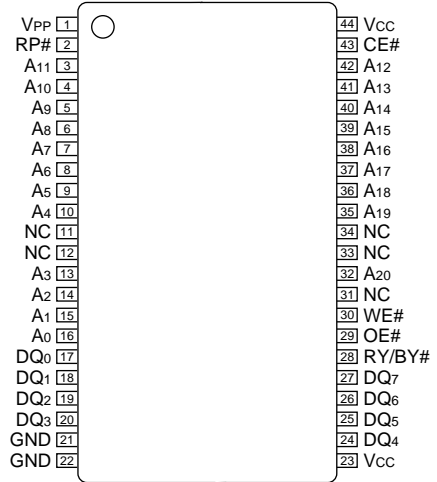 VPP 1 44 VCC
RP# 2 43 CE#
A11 3 42 A12
A10 4 41 A13
A9 5 40 A14
A8 6 39 A15
A7 7 38 A16
A6 8 37 A17
A5 9 36 A18
A4 10 35 A19
NC 11 34 NC
NC 12 33 NC
A3 13 32 A20
A2 14 31 NC
A1 15 30 WE#
A0 16 29 OE#
DQ0 17 28 RY/BY#
DQ1 18 27 DQ7
DQ2 19 26 DQ6
DQ3 20 25 DQ5
GND 21 24 DQ4
GND 22 23 VCC